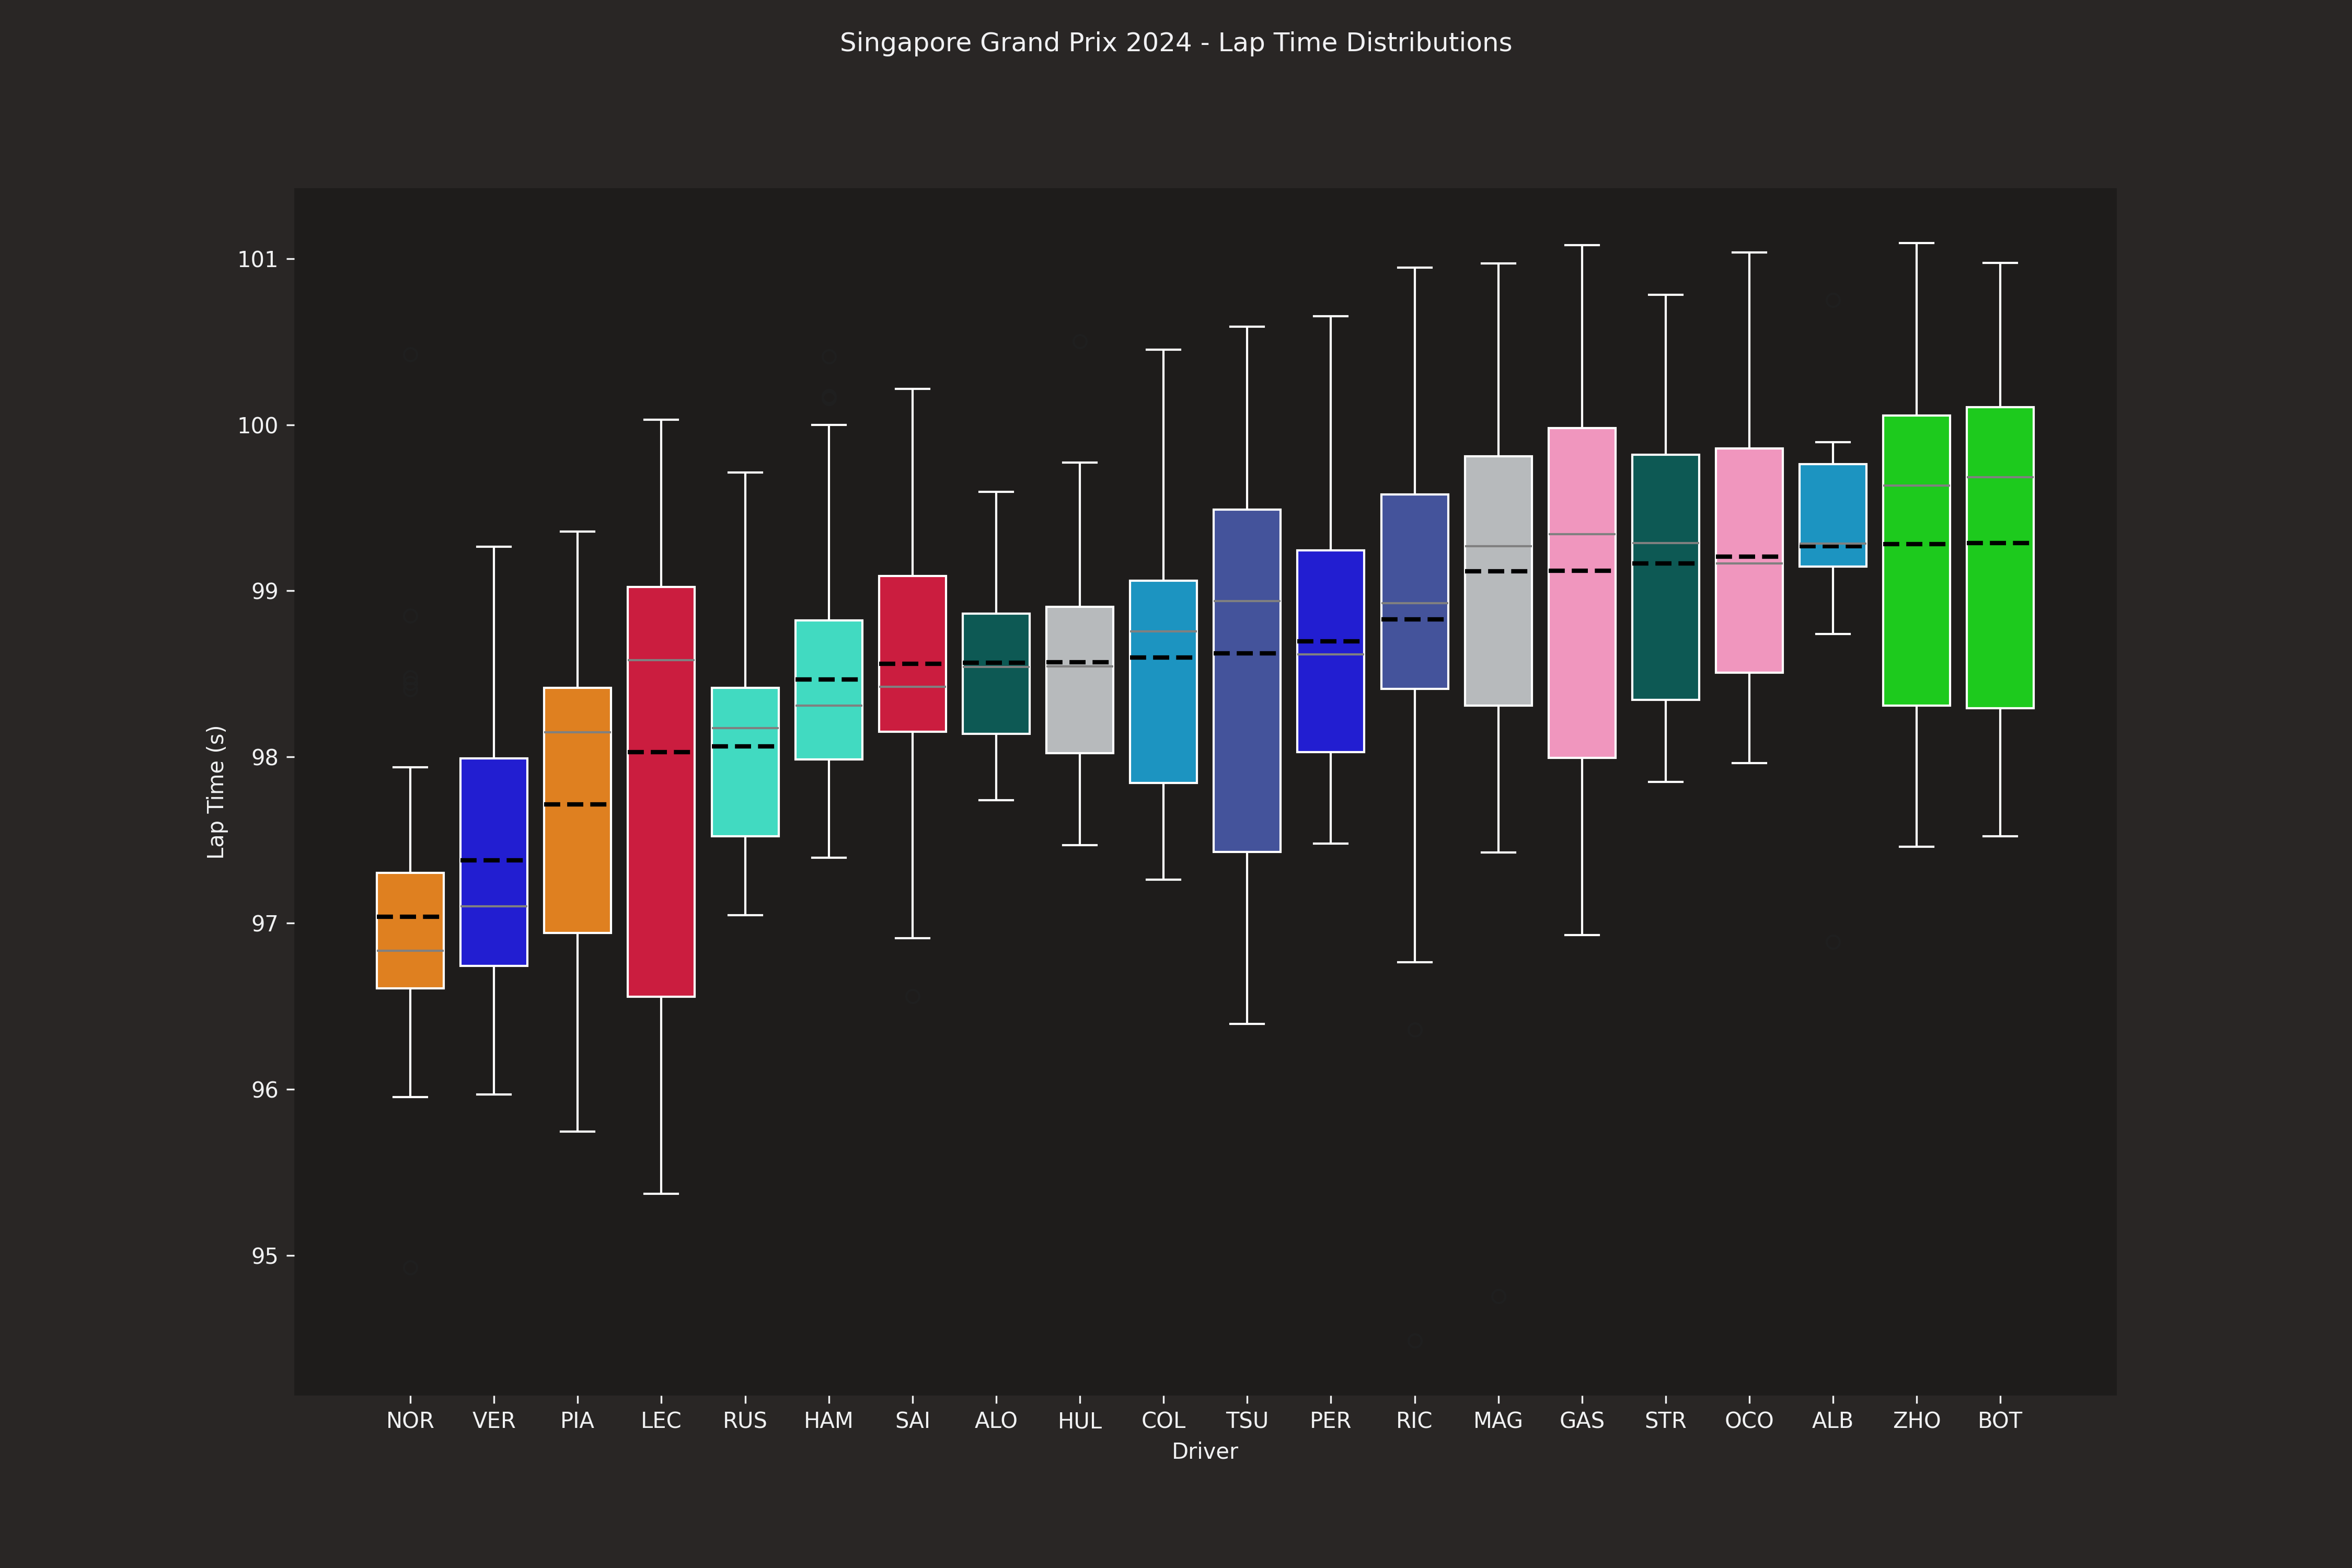 Singapore Grand Prix 2024 - Lap Time Distributions
Lap Time (s)
101
100
99
98
97
96
95
NOR VER PIA LEC RUS HAM SAI ALO HUL COL TSU PER RIC MAG GAS STR OCO ALB ZHO BOT
Driver